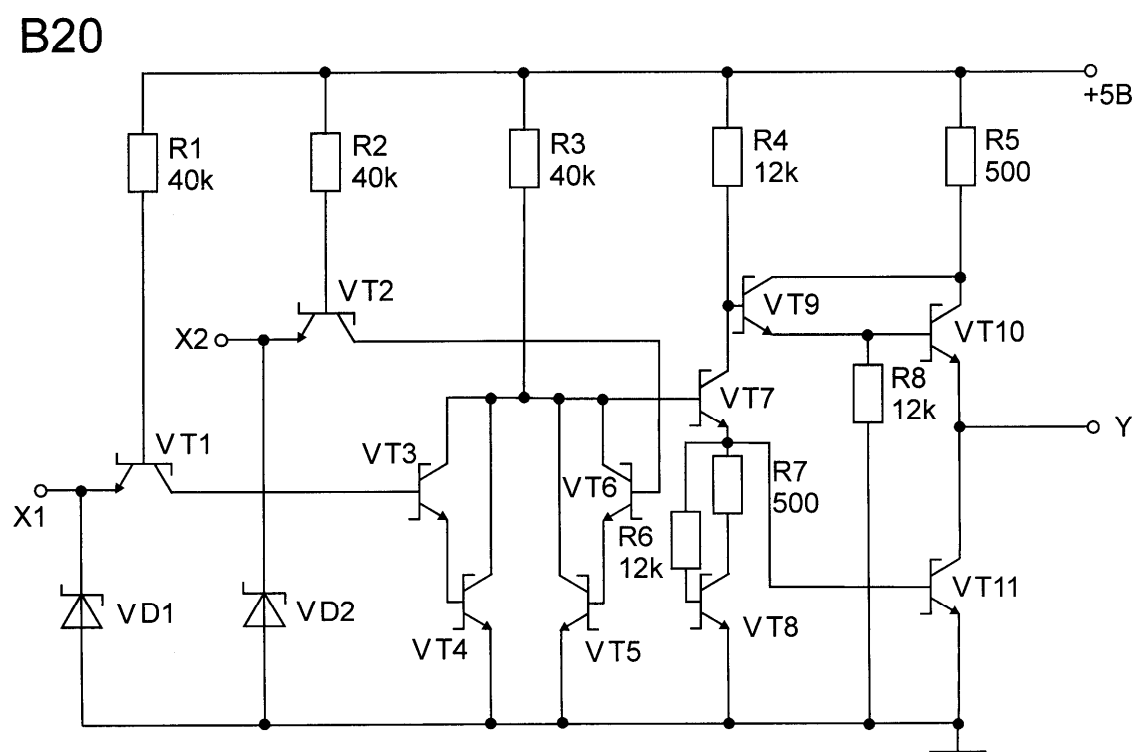 B20
+5B
R1
40k
R2
40k
R3
40k
R4
12k
R5
500
VT2
VT9
X2
VT10
R8
12k
VT7
Y
VT1
VT3
VT6
R7
500
X1
R6
12k
VD1
VD2
VT4
VT5
VT8
VT11